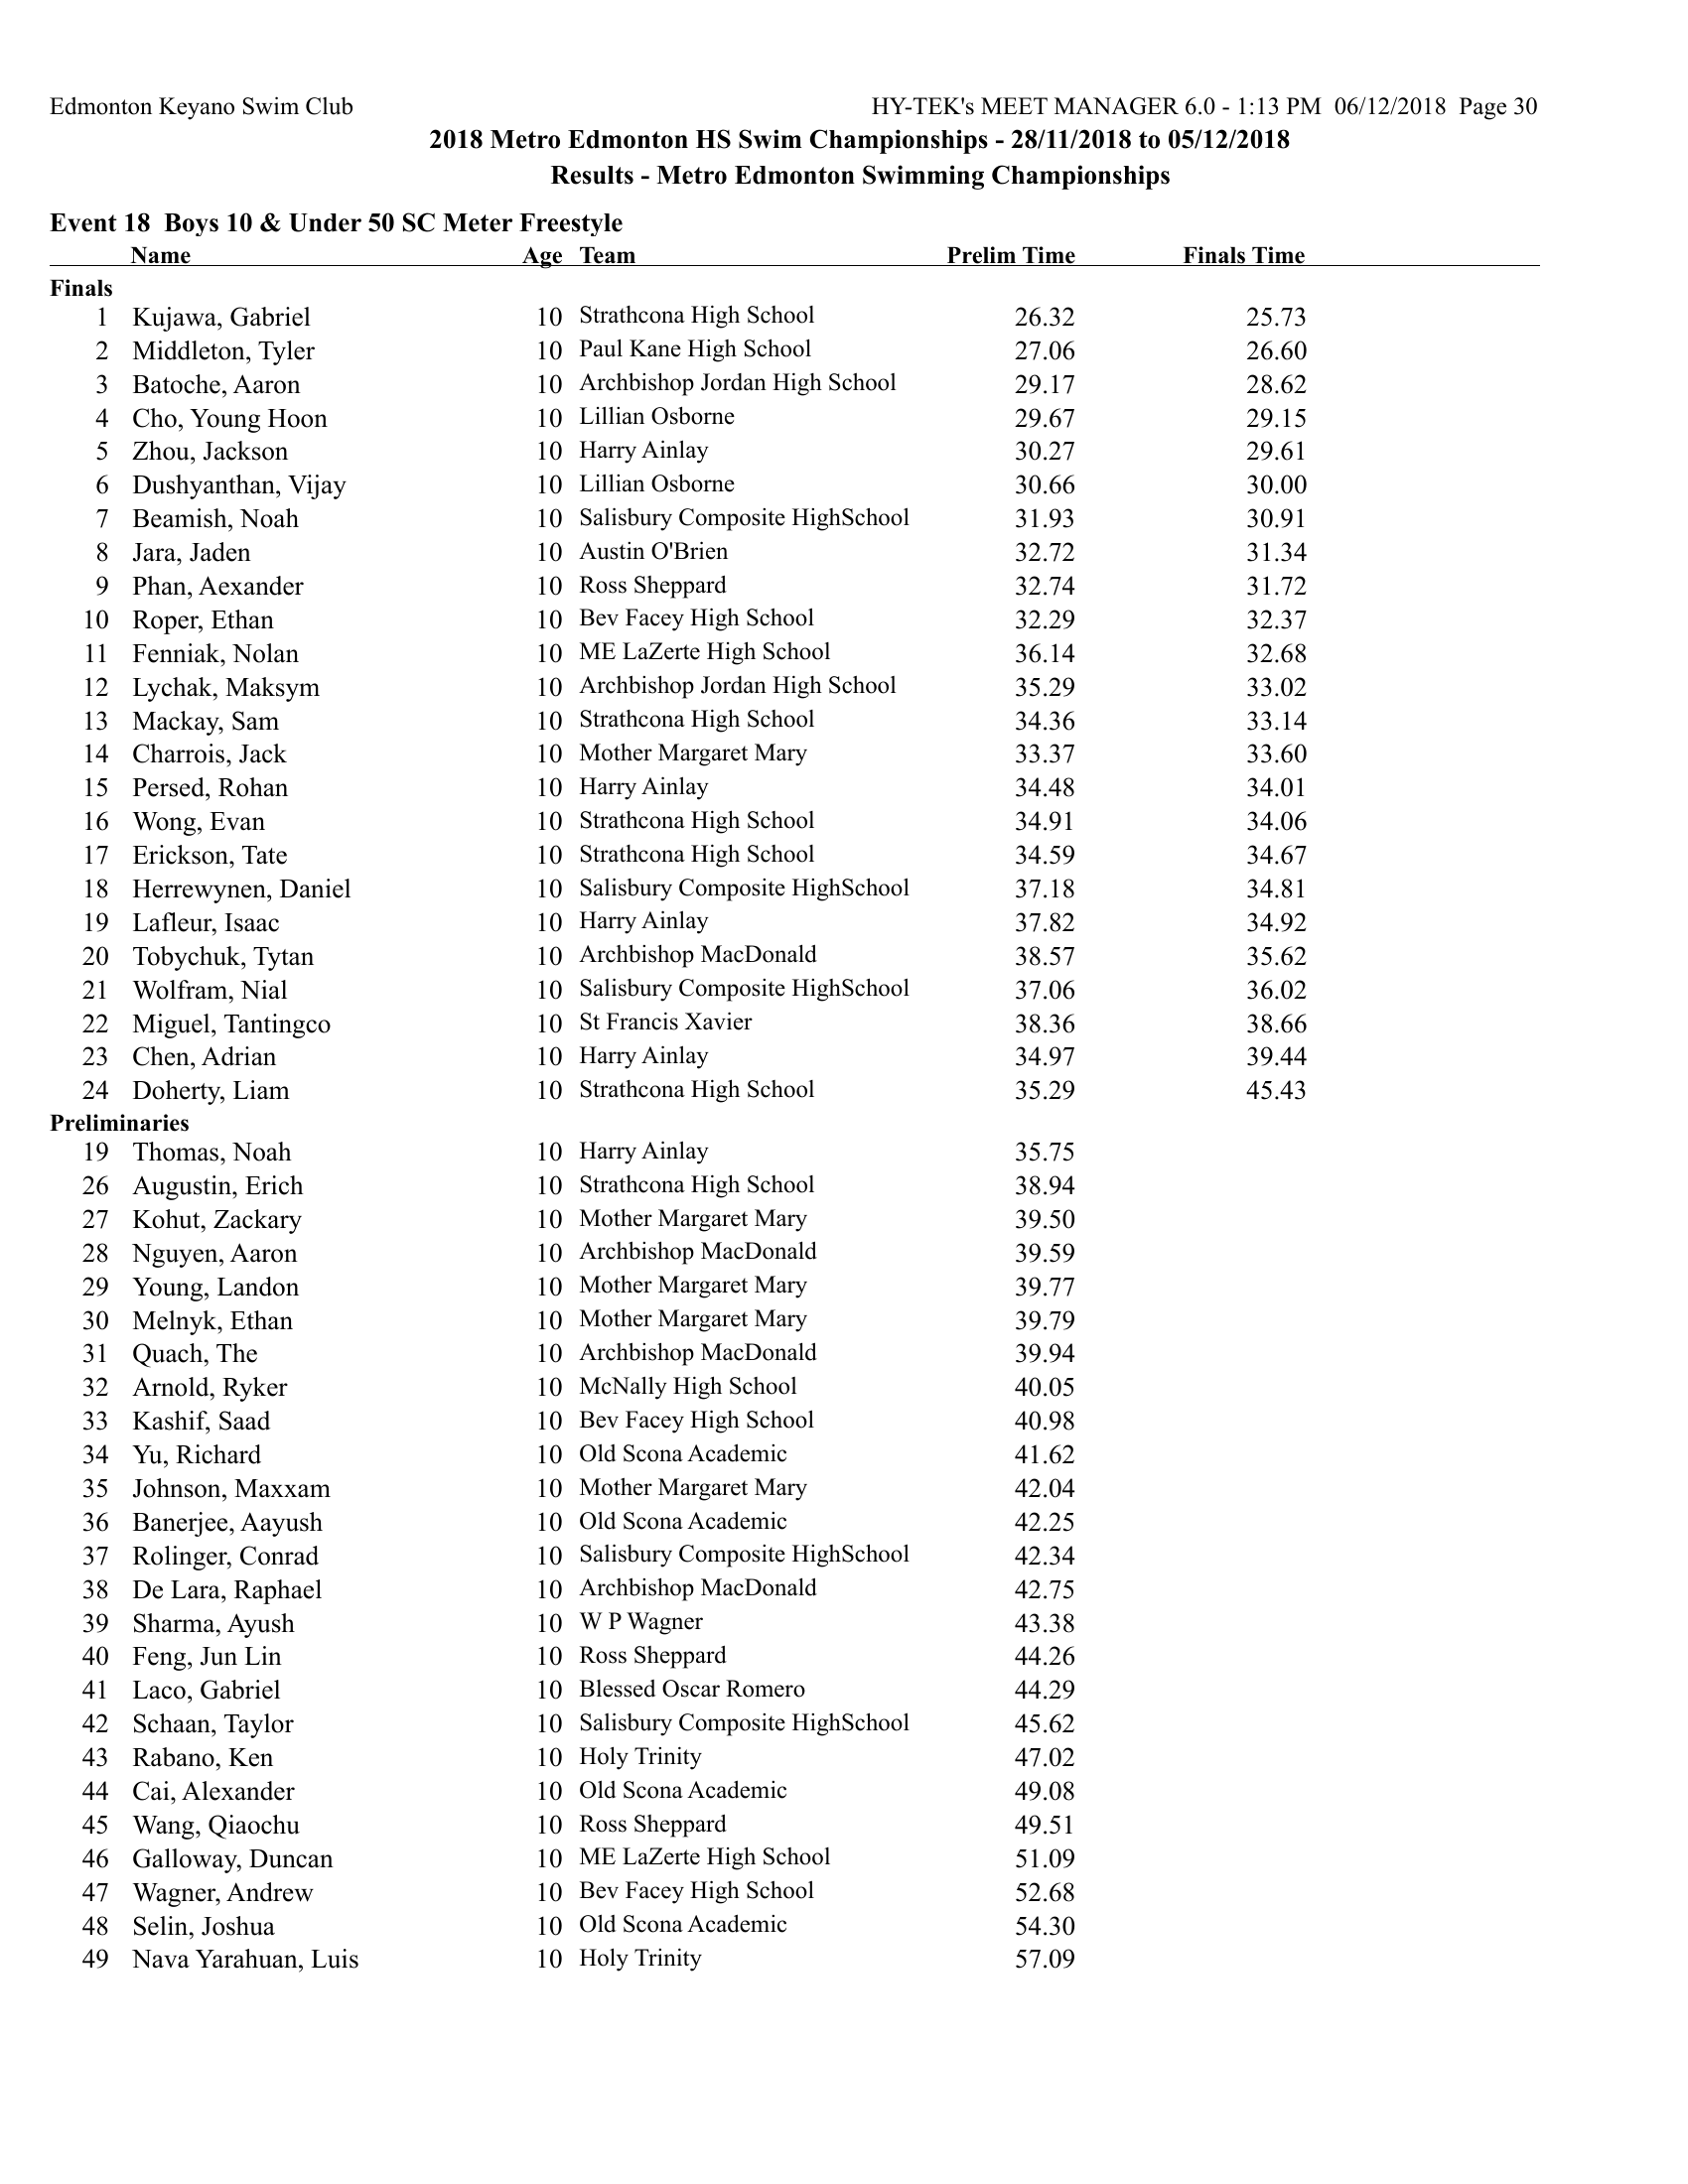 Edmonton Keyano Swim Club HY-TEK's MEET MANAGER 6.0 - 1:13 PM 06/12/2018 Page 30
2018 Metro Edmonton HS Swim Championships - 28/11/2018 to 05/12/2018
Results - Metro Edmonton Swimming Championships
Event 18 Boys 10 & Under 50 SC Meter Freestyle
Name Age Team Prelim Time Finals Time
Finals
1 Kujawa, Gabriel 10 Strathcona High School 26.32 25.73
2 Middleton, Tyler 10 Paul Kane High School 27.06 26.60
3 Batoche, Aaron 10 Archbishop Jordan High School 29.17 28.62
4 Cho, Young Hoon 10 Lillian Osborne 29.67 29.15
5 Zhou, Jackson 10 Harry Ainlay 30.27 29.61
6 Dushyanthan, Vijay 10 Lillian Osborne 30.66 30.00
7 Beamish, Noah 10 Salisbury Composite HighSchool 31.93 30.91
8 Jara, Jaden 10 Austin O'Brien 32.72 31.34
9 Phan, Aexander 10 Ross Sheppard 32.74 31.72
10 Roper, Ethan 10 Bev Facey High School 32.29 32.37
11 Fenniak, Nolan 10 ME LaZerte High School 36.14 32.68
12 Lychak, Maksym 10 Archbishop Jordan High School 35.29 33.02
13 Mackay, Sam 10 Strathcona High School 34.36 33.14
14 Charrois, Jack 10 Mother Margaret Mary 33.37 33.60
15 Persed, Rohan 10 Harry Ainlay 34.48 34.01
16 Wong, Evan 10 Strathcona High School 34.91 34.06
17 Erickson, Tate 10 Strathcona High School 34.59 34.67
18 Herrewynen, Daniel 10 Salisbury Composite HighSchool 37.18 34.81
19 Lafleur, Isaac 10 Harry Ainlay 37.82 34.92
20 Tobychuk, Tytan 10 Archbishop MacDonald 38.57 35.62
21 Wolfram, Nial 10 Salisbury Composite HighSchool 37.06 36.02
22 Miguel, Tantingco 10 St Francis Xavier 38.36 38.66
23 Chen, Adrian 10 Harry Ainlay 34.97 39.44
24 Doherty, Liam 10 Strathcona High School 35.29 45.43
Preliminaries
19 Thomas, Noah 10 Harry Ainlay 35.75
26 Augustin, Erich 10 Strathcona High School 38.94
27 Kohut, Zackary 10 Mother Margaret Mary 39.50
28 Nguyen, Aaron 10 Archbishop MacDonald 39.59
29 Young, Landon 10 Mother Margaret Mary 39.77
30 Melnyk, Ethan 10 Mother Margaret Mary 39.79
31 Quach, The 10 Archbishop MacDonald 39.94
32 Arnold, Ryker 10 McNally High School 40.05
33 Kashif, Saad 10 Bev Facey High School 40.98
34 Yu, Richard 10 Old Scona Academic 41.62
35 Johnson, Maxxam 10 Mother Margaret Mary 42.04
36 Banerjee, Aayush 10 Old Scona Academic 42.25
37 Rolinger, Conrad 10 Salisbury Composite HighSchool 42.34
38 De Lara, Raphael 10 Archbishop MacDonald 42.75
39 Sharma, Ayush 10 W P Wagner 43.38
40 Feng, Jun Lin 10 Ross Sheppard 44.26
41 Laco, Gabriel 10 Blessed Oscar Romero 44.29
42 Schaan, Taylor 10 Salisbury Composite HighSchool 45.62
43 Rabano, Ken 10 Holy Trinity 47.02
44 Cai, Alexander 10 Old Scona Academic 49.08
45 Wang, Qiaochu 10 Ross Sheppard 49.51
46 Galloway, Duncan 10 ME LaZerte High School 51.09
47 Wagner, Andrew 10 Bev Facey High School 52.68
48 Selin, Joshua 10 Old Scona Academic 54.30
49 Nava Yarahuan, Luis 10 Holy Trinity 57.09